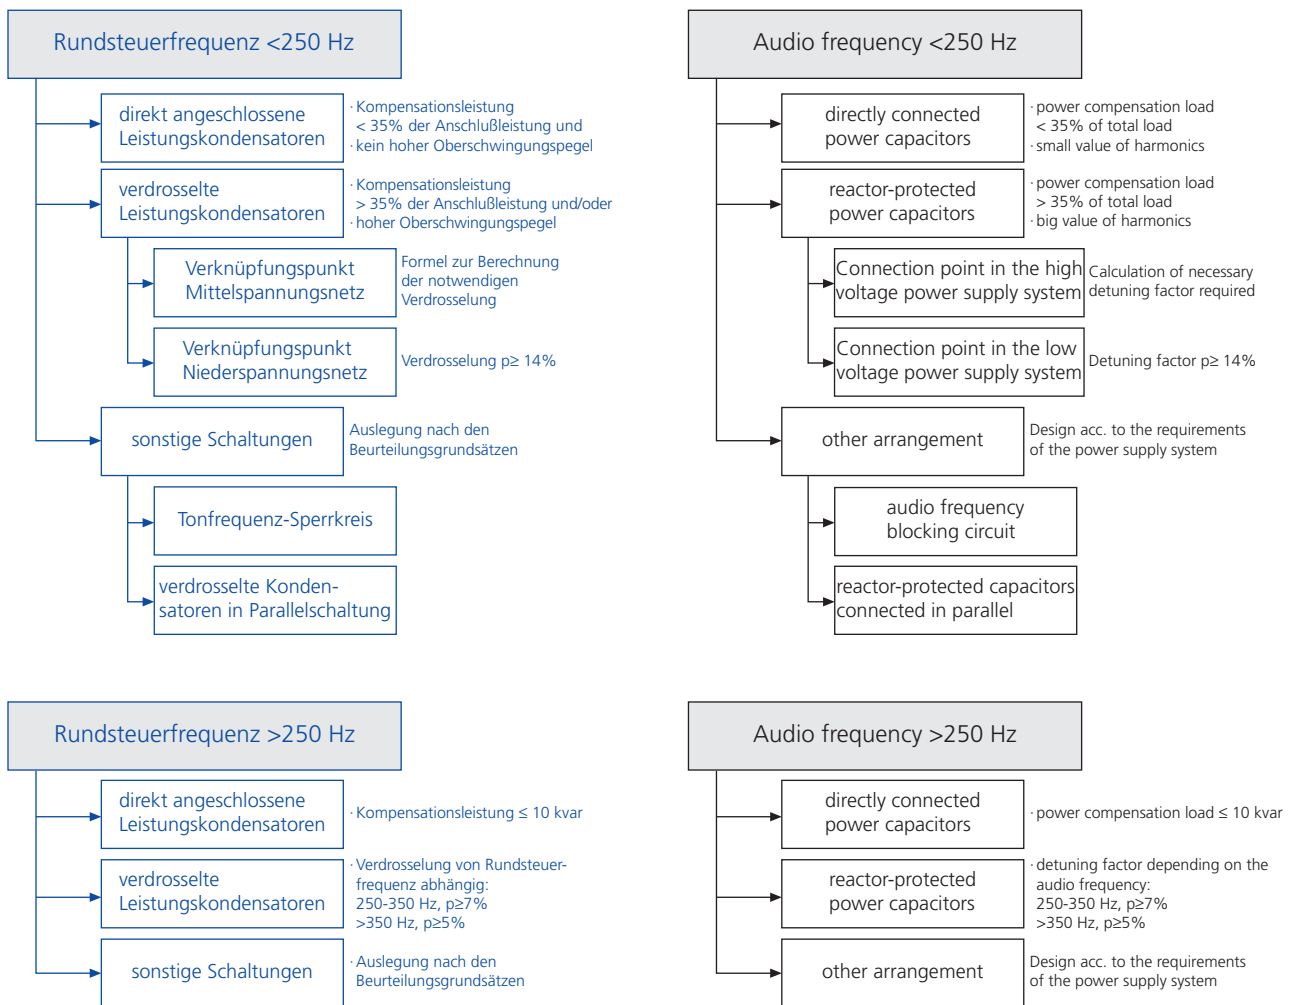 Rundsteuerfrequenz <250 Hz
direkt angeschlossene
Leistungskondensatoren
· Kompensationsleistung
< 35% der Anschlußleistung und
· kein hoher Oberschwingungspegel
verdrosselte
Leistungskondensatoren
· Kompensationsleistung
> 35% der Anschlußleistung und/oder
· hoher Oberschwingungspegel
Verknüpfungspunkt
Mittelspannungsnetz
Formel zur Berechnung
der notwendigen
Verdrosselung
Verknüpfungspunkt
Niederspannungsnetz
Verdrosselung p≥ 14%
sonstige Schaltungen
Auslegung nach den
Beurteilungsgrundsätzen
Tonfrequenz-Sperrkreis
verdrosselte Konden-
satoren in Parallelschaltung
Audio frequency <250 Hz
directly connected
power capacitors
· power compensation load
< 35% of total load
· small value of harmonics
reactor-protected
power capacitors
· power compensation load
> 35% of total load
· big value of harmonics
Connection point in the high
voltage power supply system
Calculation of necessary
detuning factor required
Connection point in the low
voltage power supply system
Detuning factor p≥ 14%
other arrangement
Design acc. to the requirements
of the power supply system
audio frequency
blocking circuit
reactor-protected capacitors
connected in parallel
Rundsteuerfrequenz >250 Hz
direkt angeschlossene
Leistungskondensatoren
· Kompensationsleistung ≤ 10 kvar
verdrosselte
Leistungskondensatoren
· Verdrosselung von Rundsteuer-
frequenz abhängig:
250-350 Hz, p≥7%
>350 Hz, p≥5%
sonstige Schaltungen
· Auslegung nach den
Beurteilungsgrundsätzen
Audio frequency >250 Hz
directly connected
power capacitors
· power compensation load ≤ 10 kvar
reactor-protected
power capacitors
· detuning factor depending on the
audio frequency:
250-350 Hz, p≥7%
>350 Hz, p≥5%
other arrangement
Design acc. to the requirements
of the power supply system